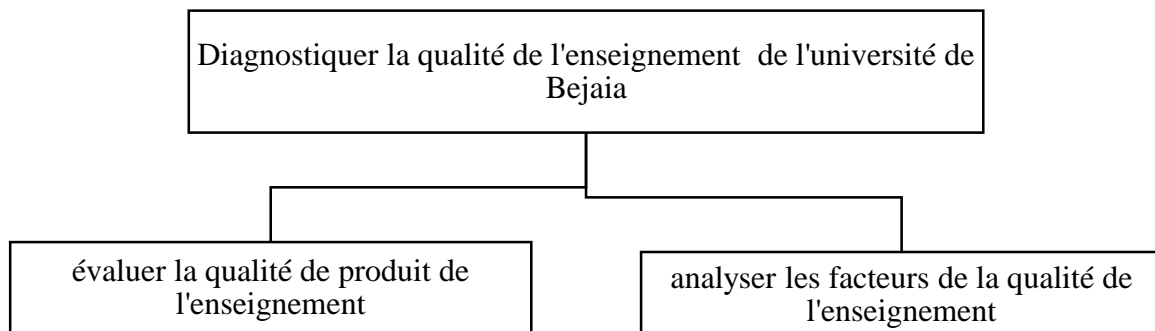 Diagnostiquer la qualité de l'enseignement de l'université de
Bejaia
évaluer la qualité de produit de
l'enseignement
analyser les facteurs de la qualité de
l'enseignement